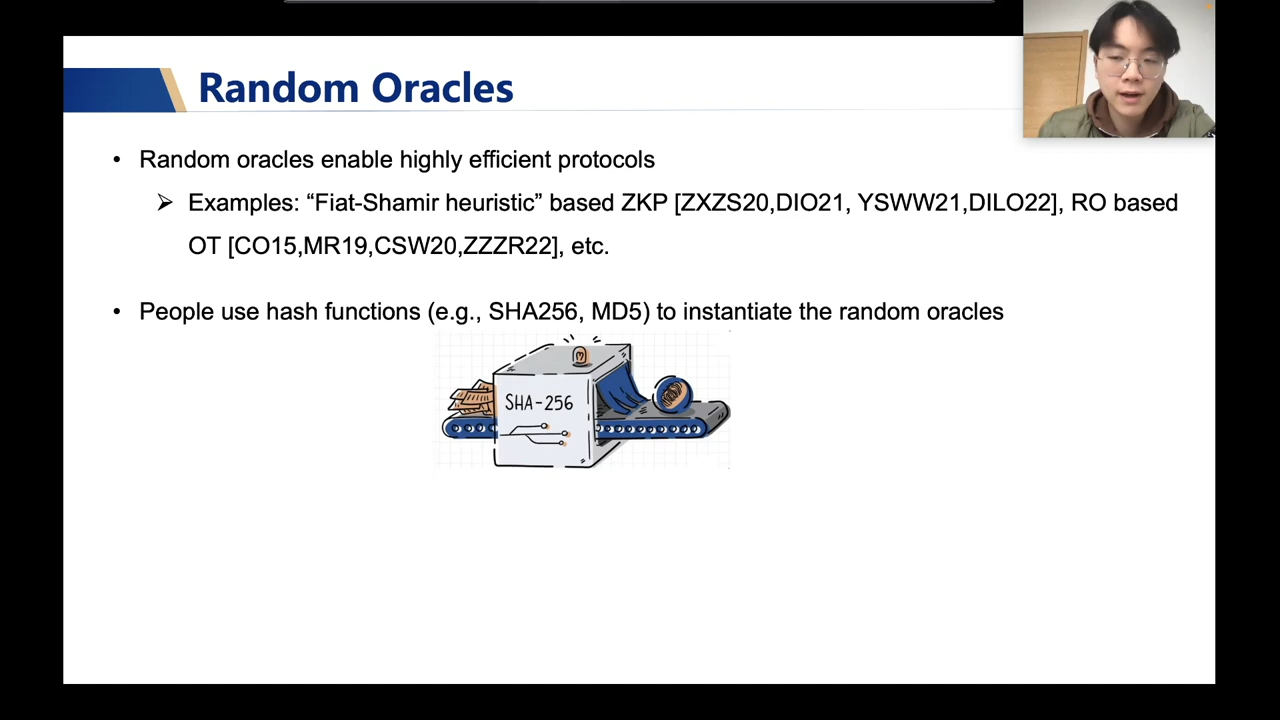 Random Oracles
• Random oracles enable highly efficient protocols
➢ Examples: “Fiat-Shamir heuristic” based ZKP [ZXZS20,DIO21, YSWW21,DILO22], RO based
OT [CO15,MR19,CSW20,ZZZR22], etc.
• People use hash functions (e.g., SHA256, MD5) to instantiate the random oracles
SHA-256